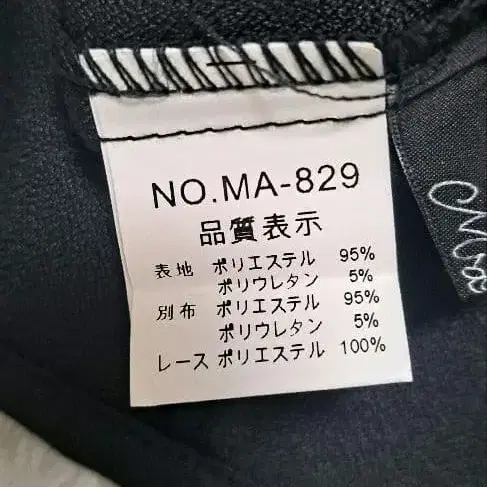 NO.MA-829
品質表示
表地 ポリエステル 95%
ポリウレタン 5%
別布 ポリエステル 95%
ポリウレタン 5%
レース ポリエステル 100%